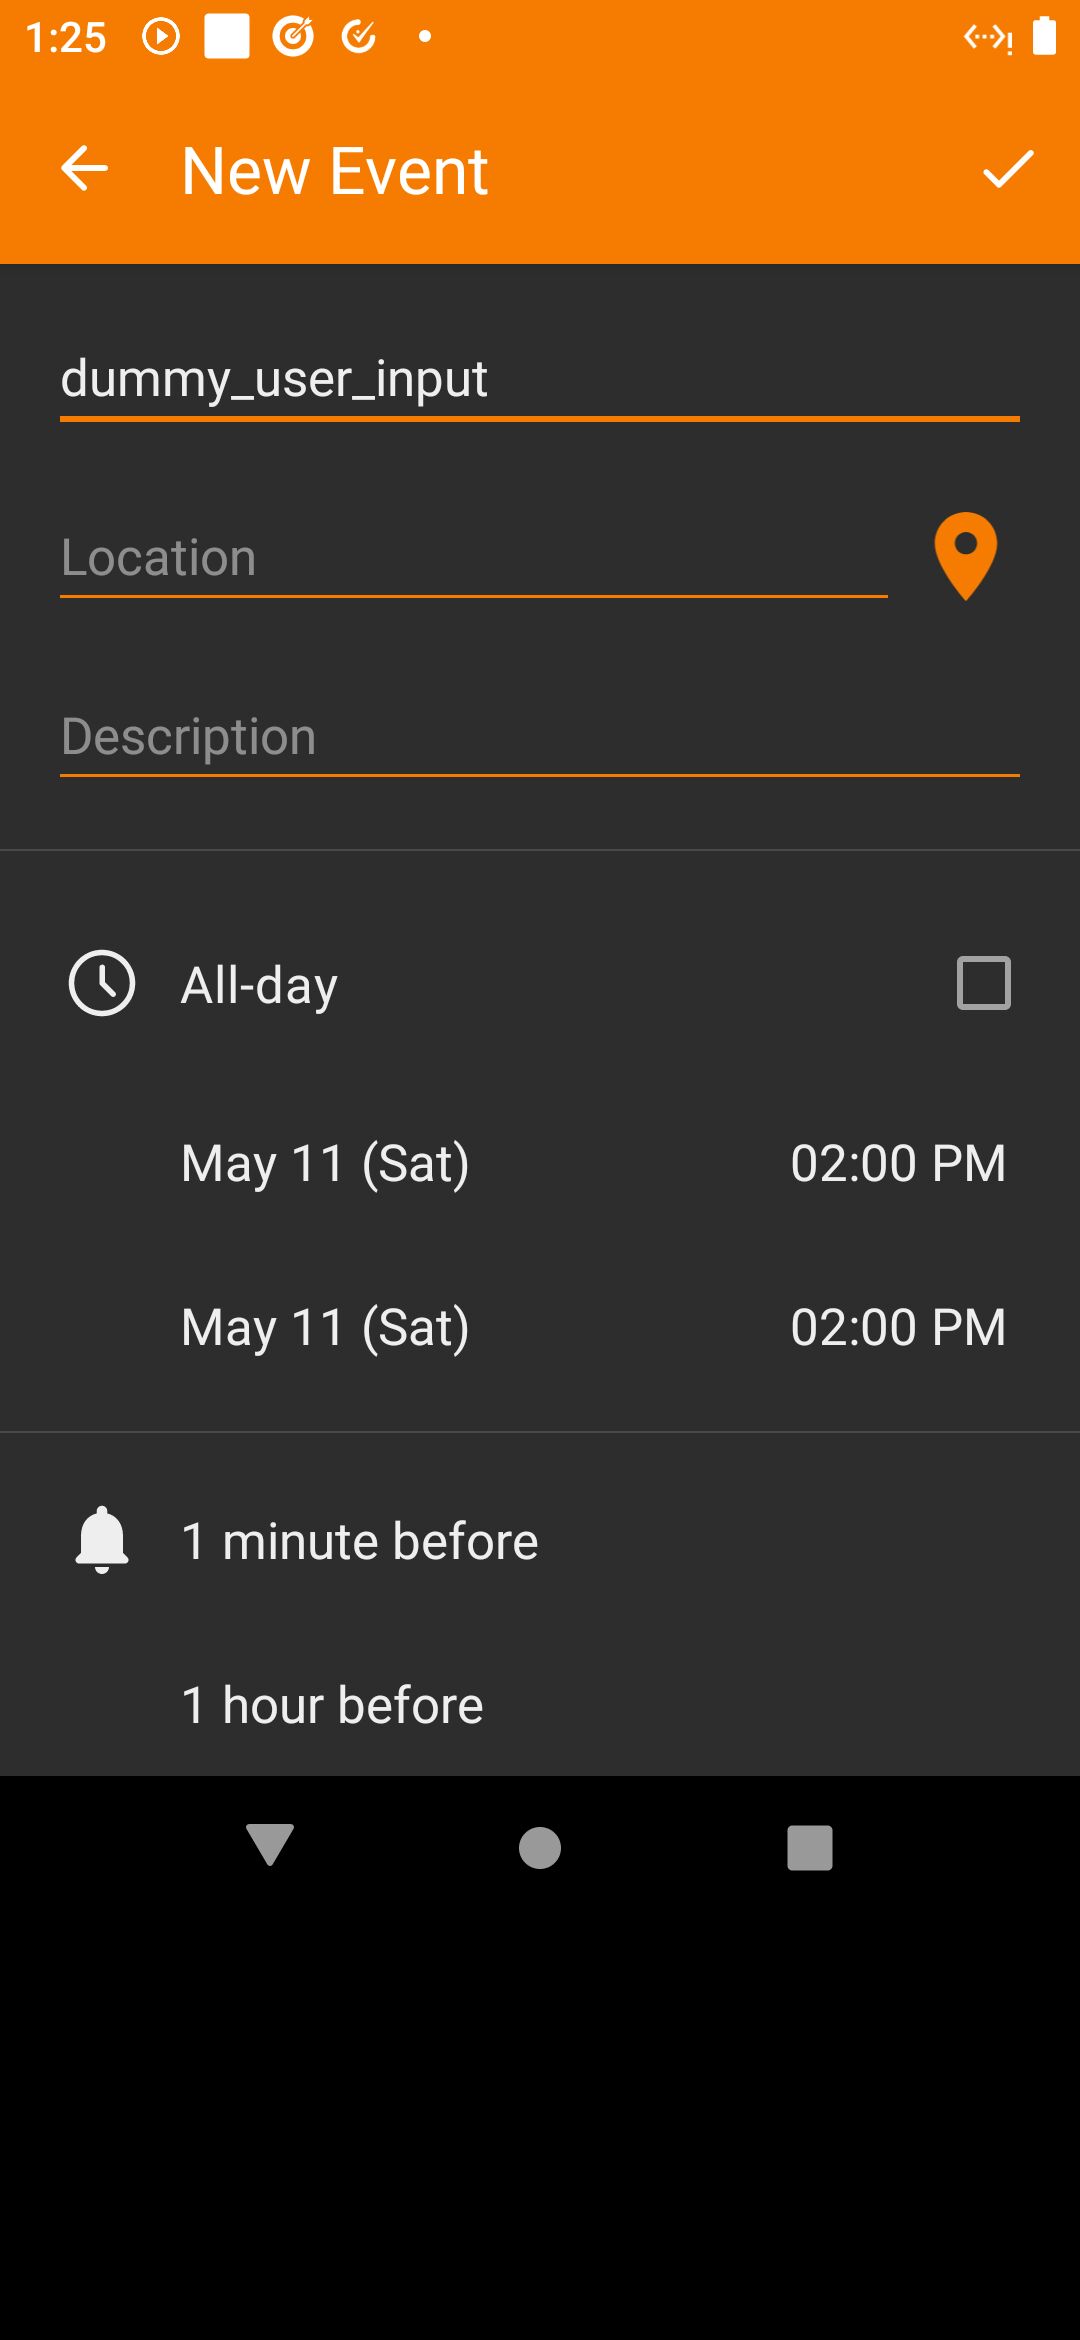 1:25
New Event
dummy_user_input
Location
Description
All-day
May 11 (Sat) 02:00 PM
May 11 (Sat) 02:00 PM
1 minute before
1 hour before